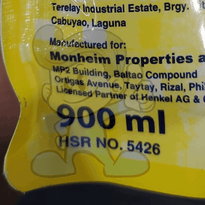 Terelay Industrial Estate, Brgy.
Cabuyao, Laguna
Manufactured for:
Monheim Properties a
MP2 Building, Baltao Compound
Ortigas Avenue, Taytay, Rizal, Phil
Licensed Partner of Henkel AG & C
900 ml
HSR NO. 5426